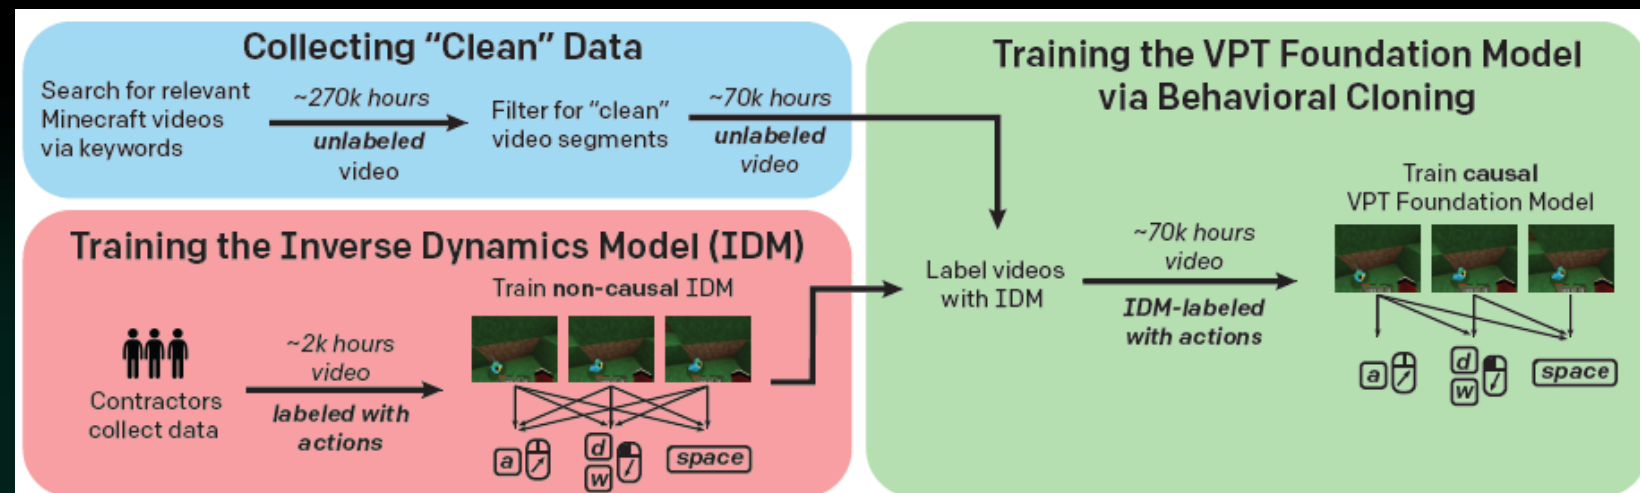 Collecting “Clean” Data
Search for relevant
Minecraft videos
via keywords
~270k hours
unlabeled
video
Filter for “clean”
video segments
~70k hours
unlabeled
video
Training the Inverse Dynamics Model (IDM)
Contractors
collect data
~2k hours
video
labeled with
actions
Train non-causal IDM
a
d
w
space
Training the VPT Foundation Model
via Behavioral Cloning
Label videos
with IDM
~70k hours
video
IDM-labeled
with actions
Train causal
VPT Foundation Model
a
d
w
space